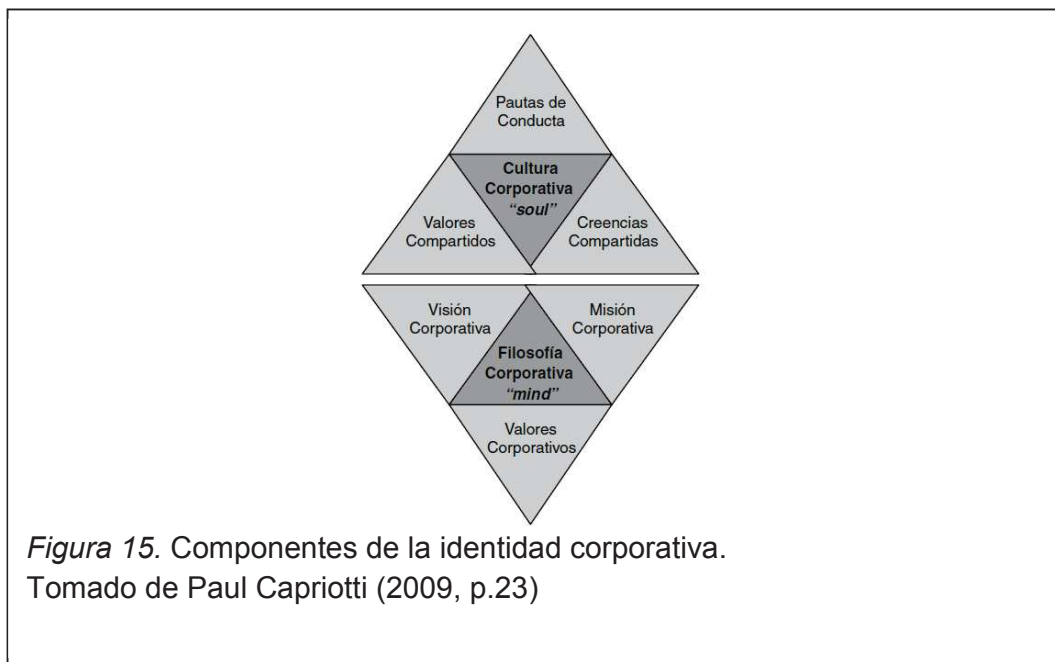 Pautas de
Conducta
Cultura
Corporativa
"soul"
Valores
Compartidos
Creencias
Compartidas
Visión
Corporativa
Misión
Corporativa
Filosofía
Corporativa
"mind"
Valores
Corporativos
Figura 15. Componentes de la identidad corporativa.
Tomado de Paul Capriotti (2009, p.23)